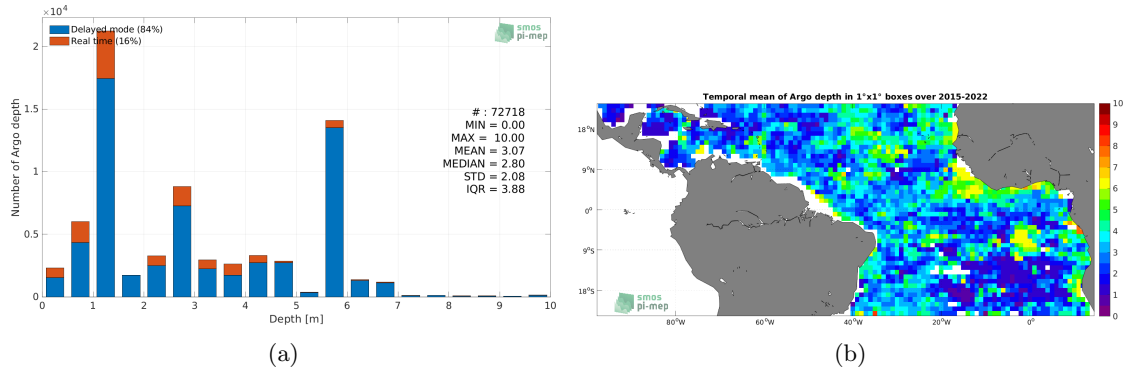 ×10⁴
Delayed mode (84%)
Real time (16%)
smos
pi-mep
# : 72718
MIN = 0.00
MAX = 10.00
MEAN = 3.07
MEDIAN = 2.80
STD = 2.08
IQR = 3.88
Number of Argo depth
2
1.5
1
0.5
0
0 1 2 3 4 5 6 7 8 9 10
Depth [m]
(a)
Temporal mean of Argo depth in 1°x1° boxes over 2015-2022
18°N
9°N
0°
9°S
18°S
80°W 60°W 40°W 20°W 0°
10
9
8
7
6
5
4
3
2
1
0
smos
pi-mep
(b)